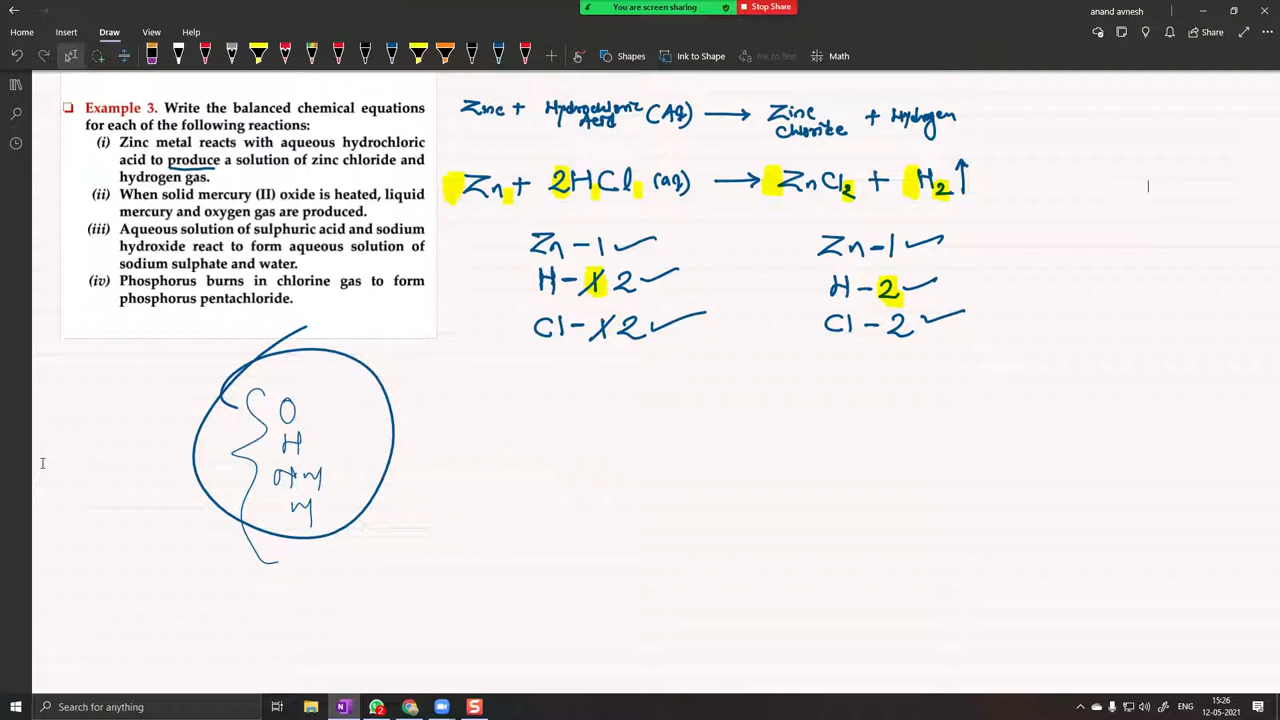 You are screen sharing
Stop Share
anand avnesh
Home Insert Draw View Help
Share
Shapes Ink to Shape Ink to text Math
Example 3. Write the balanced chemical equations
for each of the following reactions:
(i) Zinc metal reacts with aqueous hydrochloric
acid to produce a solution of zinc chloride and
hydrogen gas.
(ii) When solid mercury (II) oxide is heated, liquid
mercury and oxygen gas are produced.
(iii) Aqueous solution of sulphuric acid and sodium
hydroxide react to form aqueous solution of
sodium sulphate and water.
(iv) Phosphorus burns in chlorine gas to form
phosphorus pentachloride.
Zinc + Hydrochloric Acid (Aq) → Zinc Chloride + Hydrogen
Zn + 2HCl (aq) → ZnCl2 + H2 ↑
Zn - 1 Zn - 1
H - 1 2 H - 2
Cl - 1 2 Cl - 2
O
H
M
Search for anything
2
15:26
12-05-2021